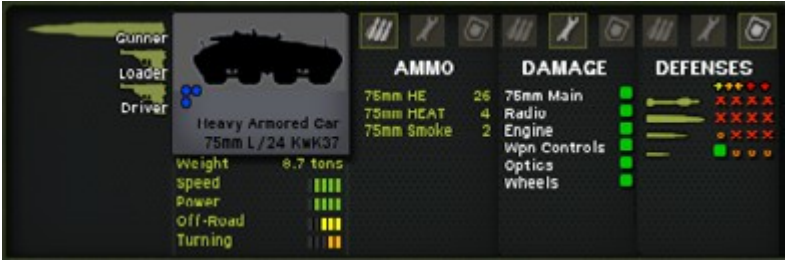 Gunner
Loader
Driver
Heavy Armored Car
75mm L/24 KwK37
Weight 8.7 tons
Speed
Power
Off-Road
Turning
AMMO
75mm HE 26
75mm HEAT 4
75mm Smoke 2
DAMAGE
75mm Main
Radio
Engine
Wpn Controls
Optics
Wheels
DEFENSES